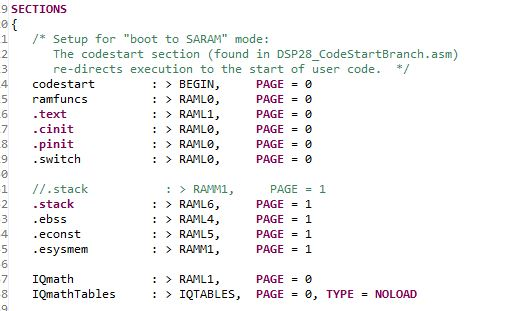 9 SECTIONS
0 {
1 /* Setup for "boot to SARAM" mode:
2 The codestart section (found in DSP28_CodeStartBranch.asm)
3 re-directs execution to the start of user code. */
4 codestart : > BEGIN, PAGE = 0
5 ramfuncs : > RAML0, PAGE = 0
6 .text : > RAML1, PAGE = 0
7 .cinit : > RAML0, PAGE = 0
8 .pinit : > RAML0, PAGE = 0
9 .switch : > RAML0, PAGE = 0
0
1 //.stack : > RAMM1, PAGE = 1
2 .stack : > RAML6, PAGE = 1
3 .ebss : > RAML4, PAGE = 1
4 .econst : > RAML5, PAGE = 1
5 .esysmem : > RAMM1, PAGE = 1
6
7 IQmath : > RAML1, PAGE = 0
8 IQmathTables : > IQTABLES, PAGE = 0, TYPE = NOLOAD
9